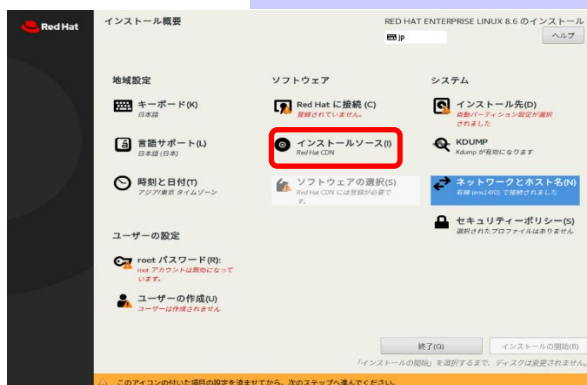 Red Hat
インストール概要
RED HAT ENTERPRISE LINUX 8.6 のインストール
jp
ヘルプ
地域設定
キーボード(K)
日本語
言語サポート(L)
日本語 (日本)
時刻と日付(T)
アジア/東京 タイムゾーン
ソフトウェア
Red Hat に接続 (C)
登録されていません。
インストールソース(I)
Red Hat CDN
ソフトウェアの選択(S)
Red Hat CDN には登録が必要で
す。
システム
インストール先(D)
自動パーティション設定が選択
されました
KDUMP
Kdump が有効になります
ネットワークとホスト名(N)
有線 (ens14f0) で接続されました
セキュリティーポリシー(S)
選択されたプロファイルはありません
ユーザーの設定
root パスワード(R):
root アカウントは無効になって
います。
ユーザーの作成(U)
ユーザーは作成されません
終了(Q)
インストールの開始(B)
「インストールの開始」を選択するまで、ディスクは変更されません。
このアイコンの付いた項目の設定を済ませてから、次のステップへ進んでください。